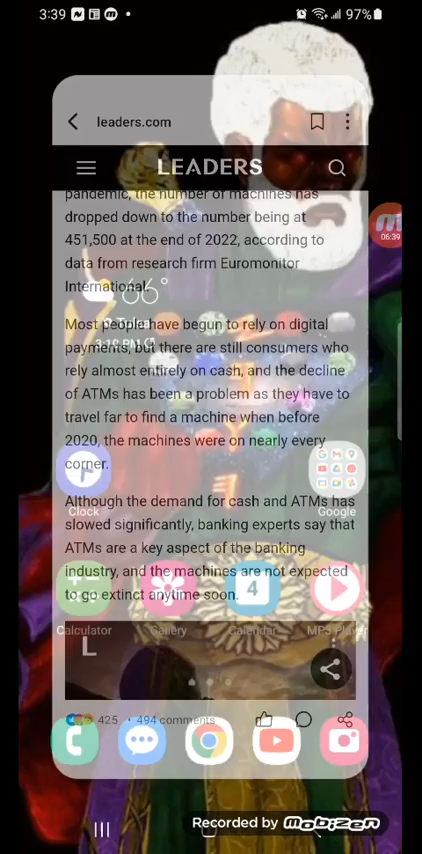 3:39
97%
leaders.com
LEADERS
pandemic, the number of machines has
dropped down to the number being at
451,500 at the end of 2022, according to
data from research firm Euromonitor
International.
66°
06:39
Most people have begun to rely on digital
payments, but there are still consumers who
rely almost entirely on cash, and the decline
of ATMs has been a problem as they have to
travel far to find a machine when before
2020, the machines were on nearly every
corner.
Although the demand for cash and ATMs has
Clock
Google
slowed significantly, banking experts say that
ATMs are a key aspect of the banking
industry, and the machines are not expected
4
to go extinct anytime soon.
Calculator
Gallery
Calendar
MP3 Player
L
425 • 494 comments
Recorded by mobizen